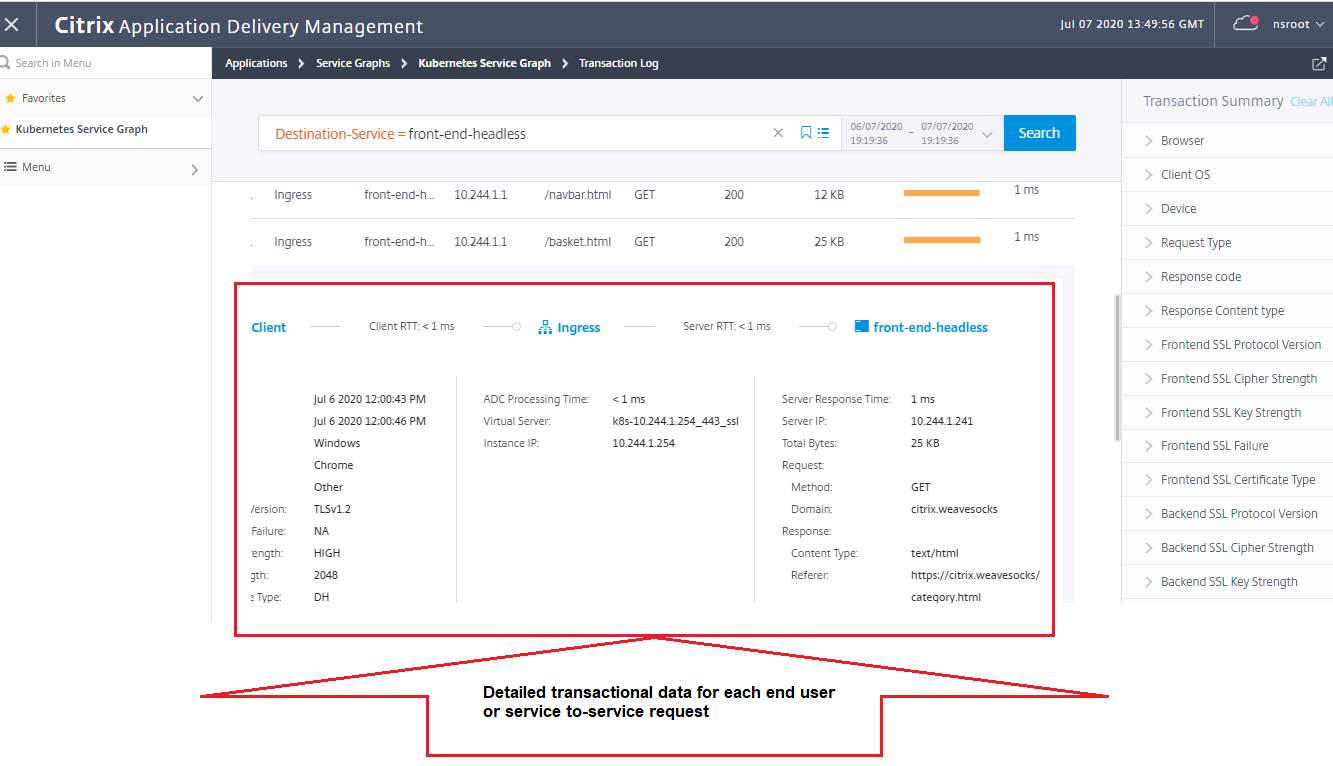 Citrix Application Delivery Management
Jul 07 2020 13:49:56 GMT
nsroot
Search in Menu
Applications
Service Graphs
Kubernetes Service Graph
Transaction Log
Favorites
Kubernetes Service Graph
Menu
Destination-Service = front-end-headless
06/07/2020 19:19:36 – 07/07/2020 19:19:36
Search
. Ingress front-end-h... 10.244.1.1 /navbar.html GET 200 12 KB 1 ms
. Ingress front-end-h... 10.244.1.1 /basket.html GET 200 25 KB 1 ms
Client
Client RTT: < 1 ms
Ingress
Server RTT: < 1 ms
front-end-headless
Jul 6 2020 12:00:43 PM
Jul 6 2020 12:00:46 PM
Windows
Chrome
Other
/ersion: TLSv1.2
Failure: NA
ength: HIGH
gth: 2048
e Type: DH
ADC Processing Time: < 1 ms
Virtual Server: k8s-10.244.1.254_443_ssl
Instance IP: 10.244.1.254
Server Response Time: 1 ms
Server IP: 10.244.1.241
Total Bytes: 25 KB
Request:
Method: GET
Domain: citrix.weavesocks
Response:
Content Type: text/html
Referer: https://citrix.weavesocks/
category.html
Transaction Summary Clear All
Browser
Client OS
Device
Request Type
Response code
Response Content type
Frontend SSL Protocol Version
Frontend SSL Cipher Strength
Frontend SSL Key Strength
Frontend SSL Failure
Frontend SSL Certificate Type
Backend SSL Protocol Version
Backend SSL Cipher Strength
Backend SSL Key Strength
Detailed transactional data for each end user
or service to-service request